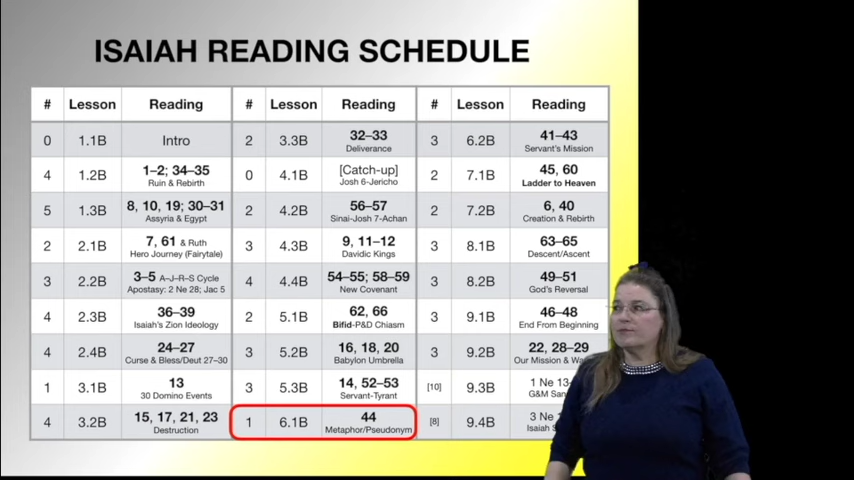 ISAIAH READING SCHEDULE
# Lesson Reading # Lesson Reading # Lesson Reading
0 1.1B Intro 2 3.3B 32–33 3 6.2B 41–43
Deliverance Servant's Mission
4 1.2B 1–2; 34–35 0 4.1B [Catch-up] 2 7.1B 45, 60
Ruin & Rebirth Josh 6-Jericho Ladder to Heaven
5 1.3B 8, 10, 19; 30–31 2 4.2B 56–57 2 7.2B 6, 40
Assyria & Egypt Sinai-Josh 7-Achan Creation & Rebirth
2 2.1B 7, 61 & Ruth 3 4.3B 9, 11–12 3 8.1B 63–65
Hero Journey (Fairytale) Davidic Kings Descent/Ascent
3 2.2B 3–5 A–J–R–S Cycle 4 4.4B 54–55; 58–59 3 8.2B 49–51
Apostasy: 2 Ne 28; Jac 5 New Covenant God's Reversal
4 2.3B 36–39 2 5.1B 62, 66 3 9.1B 46–48
Isaiah's Zion Ideology Bifid-P&D Chiasm End From Beginning
4 2.4B 24–27 3 5.2B 16, 18, 20 3 9.2B 22, 28–29
Curse & Bless/Deut 27–30 Babylon Umbrella Our Mission &
1 3.1B 13 3 5.3B 14, 52–53 [10] 9.3B 1 Ne 13
30 Domino Events Servant-Tyrant G&M
4 3.2B 15, 17, 21, 23 1 6.1B 44 [8] 9.4B 3 Ne
Destruction Metaphor/Pseudonym Isaiah